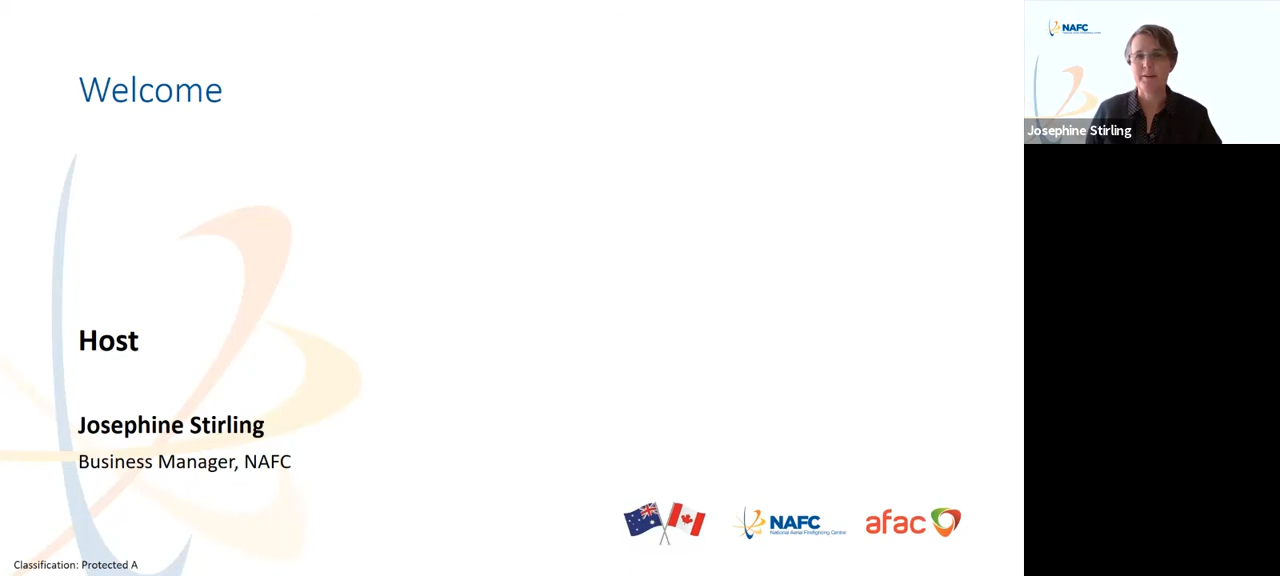 Welcome
Host
Josephine Stirling
Business Manager, NAFC
NAFC
National Aerial Firefighting Centre
afac
Classification: Protected A
NAFC
Josephine Stirling